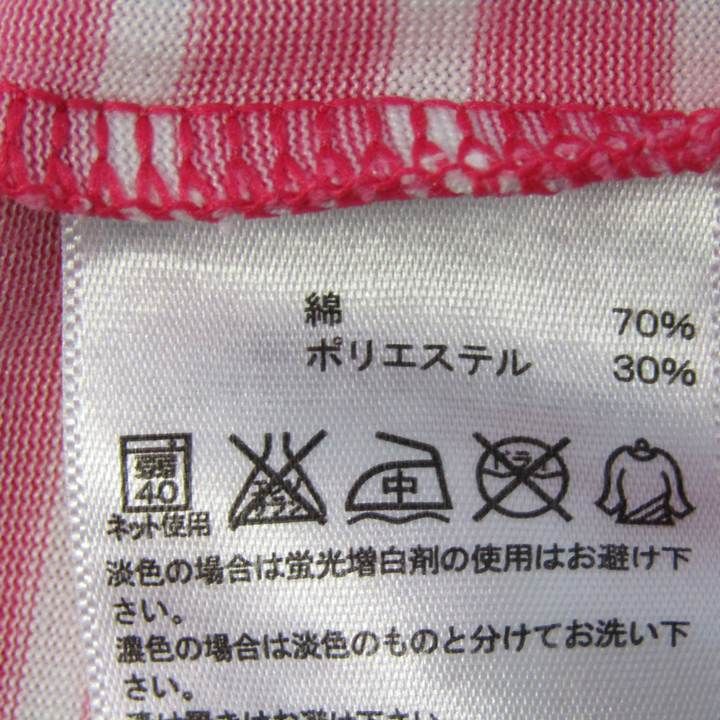 綿 70%
ポリエステル 30%
40
中
ドライ
ネット使用
淡色の場合は蛍光増白剤の使用はお避け下
さい。
濃色の場合は淡色のものと分けてお洗い下
さい。